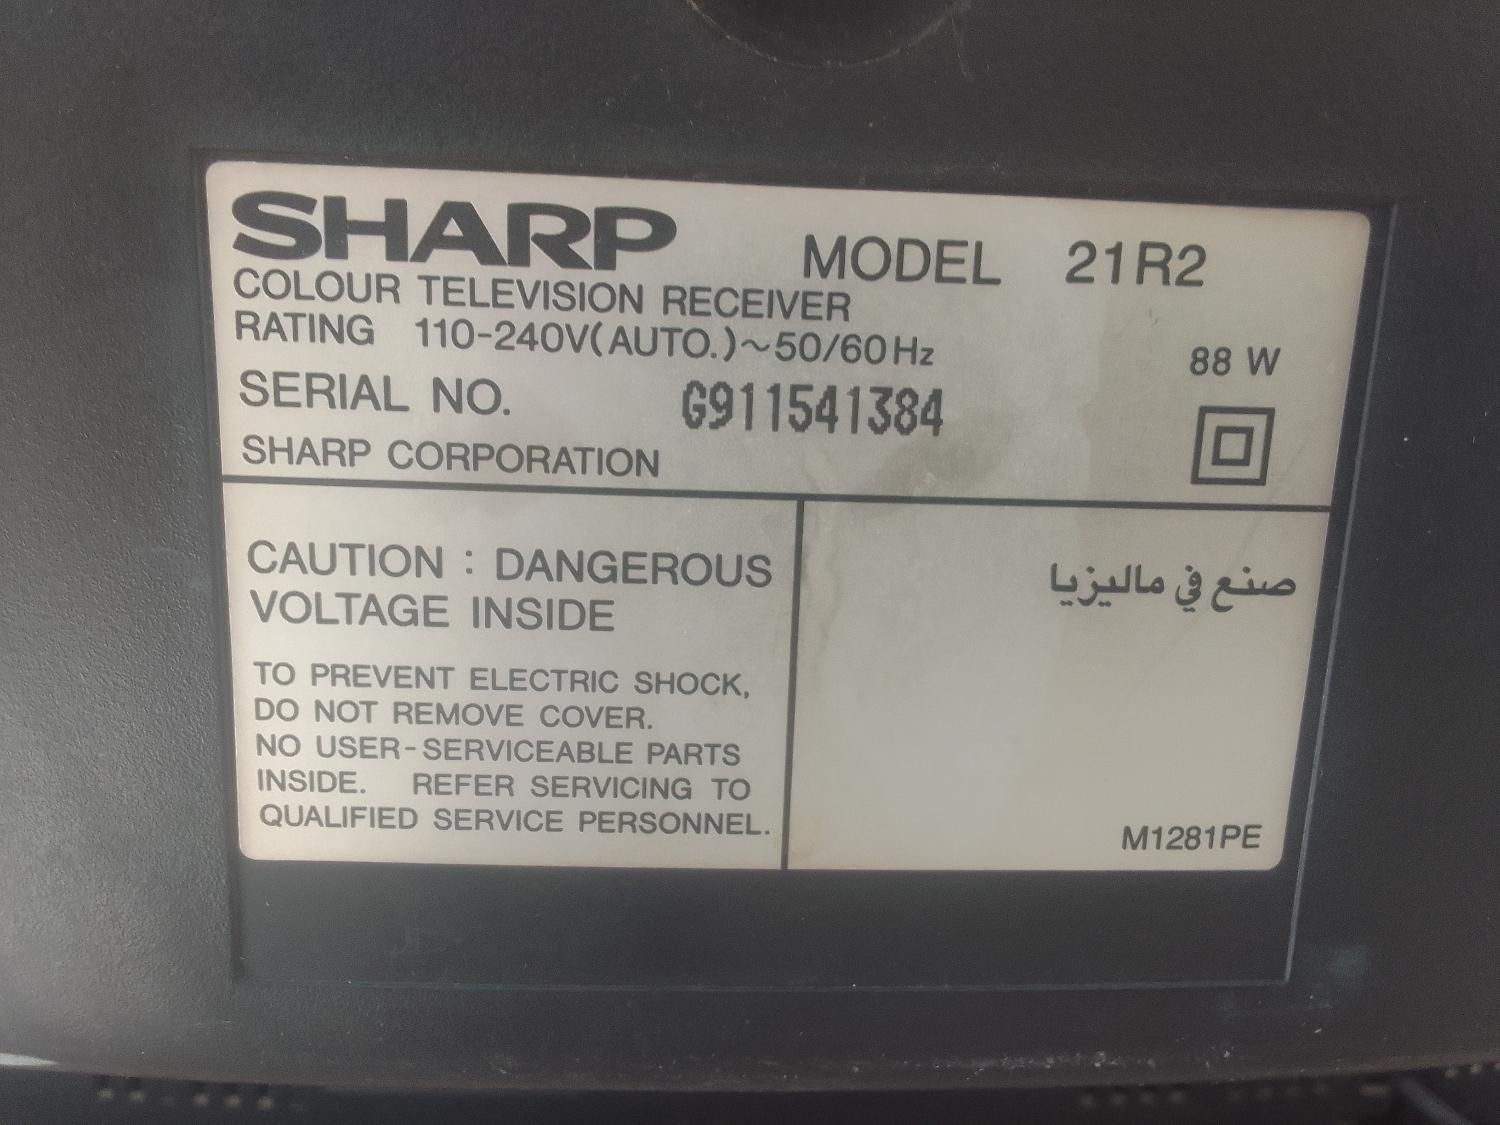 SHARP
MODEL 21R2
COLOUR TELEVISION RECEIVER
RATING 110-240V(AUTO.)~50/60Hz 88 W
SERIAL NO. G911541384
SHARP CORPORATION
CAUTION : DANGEROUS
VOLTAGE INSIDE
TO PREVENT ELECTRIC SHOCK,
DO NOT REMOVE COVER.
NO USER-SERVICEABLE PARTS
INSIDE. REFER SERVICING TO
QUALIFIED SERVICE PERSONNEL.
صنع في ماليزيا
M1281PE